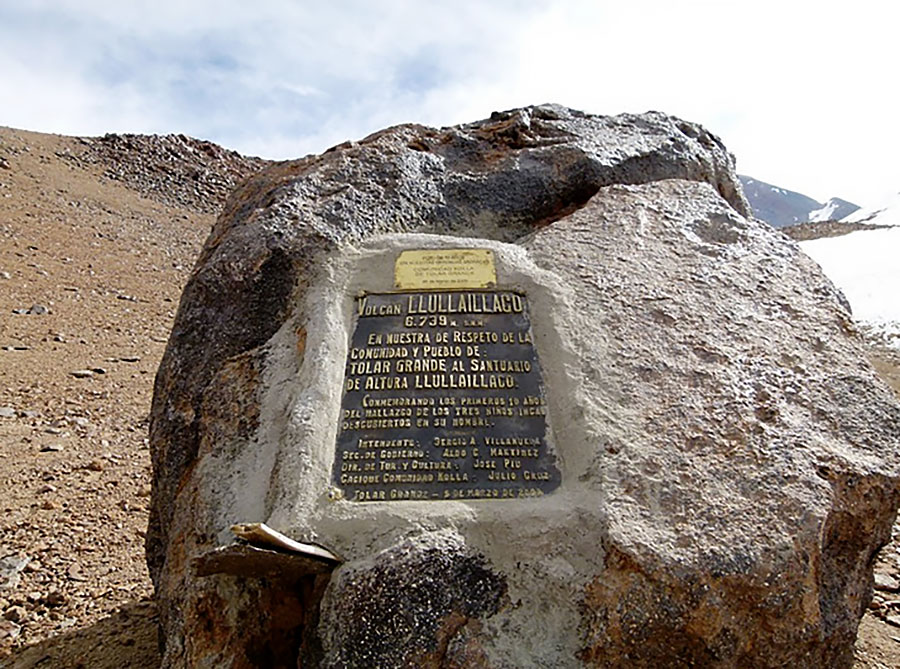 COMUNIDAD KOLLA
DE TOLAR GRANDE
VOLCAN LLULLAILLACO
6.739 M. S.N.M
EN MUESTRA DE RESPETO DE LA
COMUNIDAD Y PUEBLO DE:
TOLAR GRANDE AL SANTUARIO
DE ALTURA LLULLAILLACO.
CONMEMORANDO LOS PRIMEROS 10 AÑOS
DEL HALLAZGO DE LOS TRES NIÑOS INCAS
DESCUBIERTOS EN SU HOMBRE.
INTENDENTE: SERGIO A. VILLANUEVA
SEC. DE GOBIERNO: ALDO C. MARTINEZ
DIR. DE TUR. Y CULTURA: JOSE PIU
CACIQUE COMUNIDAD KOLLA: JULIO CRUZ
TOLAR GRANDE - 5 DE MARZO DE